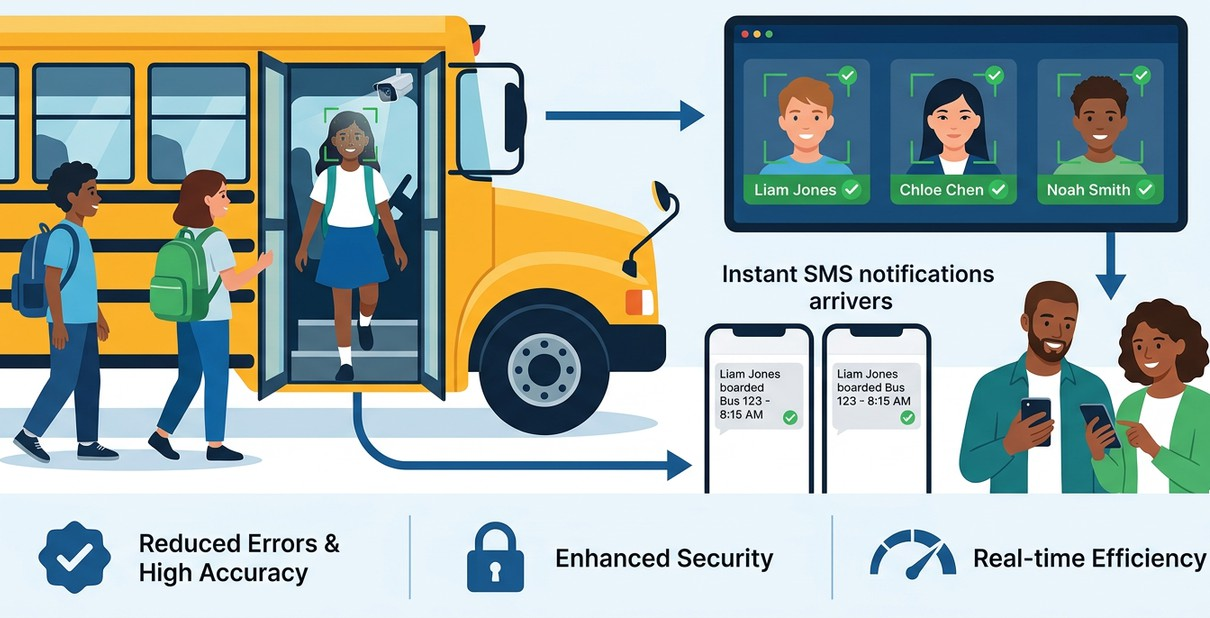 Liam Jones
Chloe Chen
Noah Smith
Instant SMS notifications
arrivers
Liam Jones
boarded
Bus 123 -
8:15 AM
Liam Jones
boarded Bus
123 - 8:15 AM
Reduced Errors &
High Accuracy
Enhanced Security
Real-time Efficiency